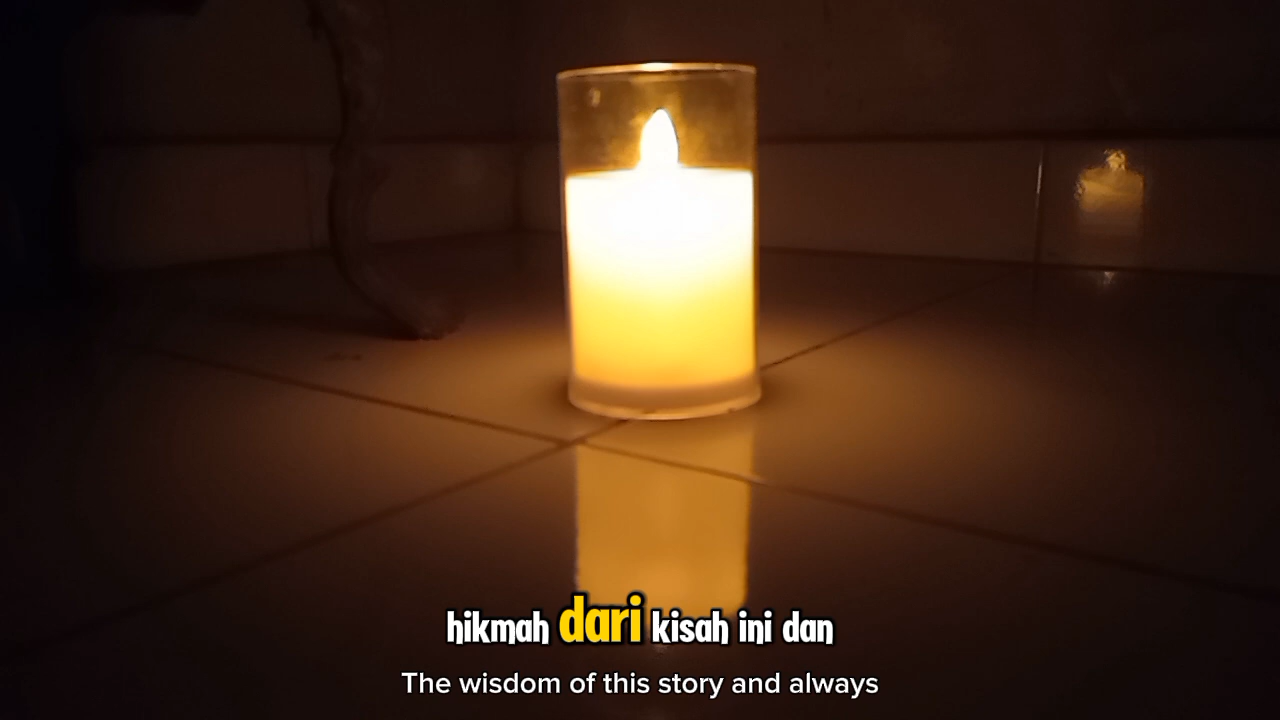 hikmah dari kisah ini dan
The wisdom of this story and always